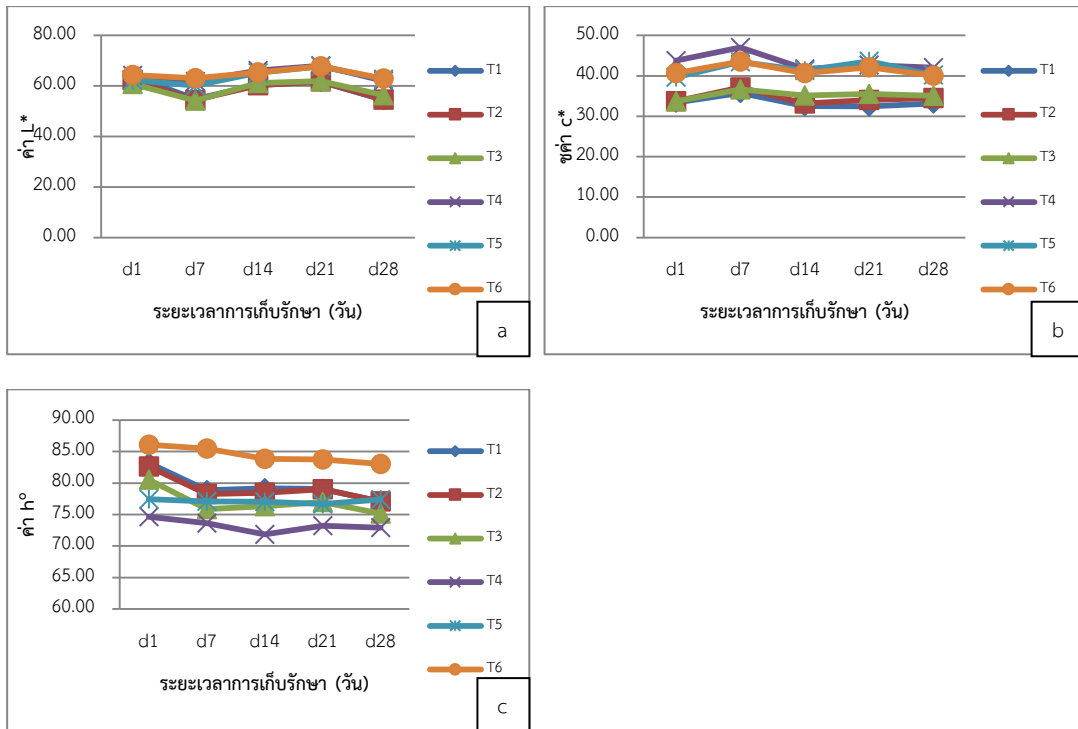 80.00
60.00
40.00
20.00
0.00
ค่า L*
d1 d7 d14 d21 d28
ระยะเวลาการเก็บรักษา (วัน)
T1
T2
T3
T4
T5
T6
a
50.00
40.00
30.00
20.00
10.00
0.00
ชค่า c*
d1 d7 d14 d21 d28
ระยะเวลาการเก็บรักษา (วัน)
T1
T2
T3
T4
T5
T6
b
90.00
85.00
80.00
75.00
70.00
65.00
60.00
ค่า h°
d1 d7 d14 d21 d28
ระยะเวลาการเก็บรักษา (วัน)
T1
T2
T3
T4
T5
T6
c